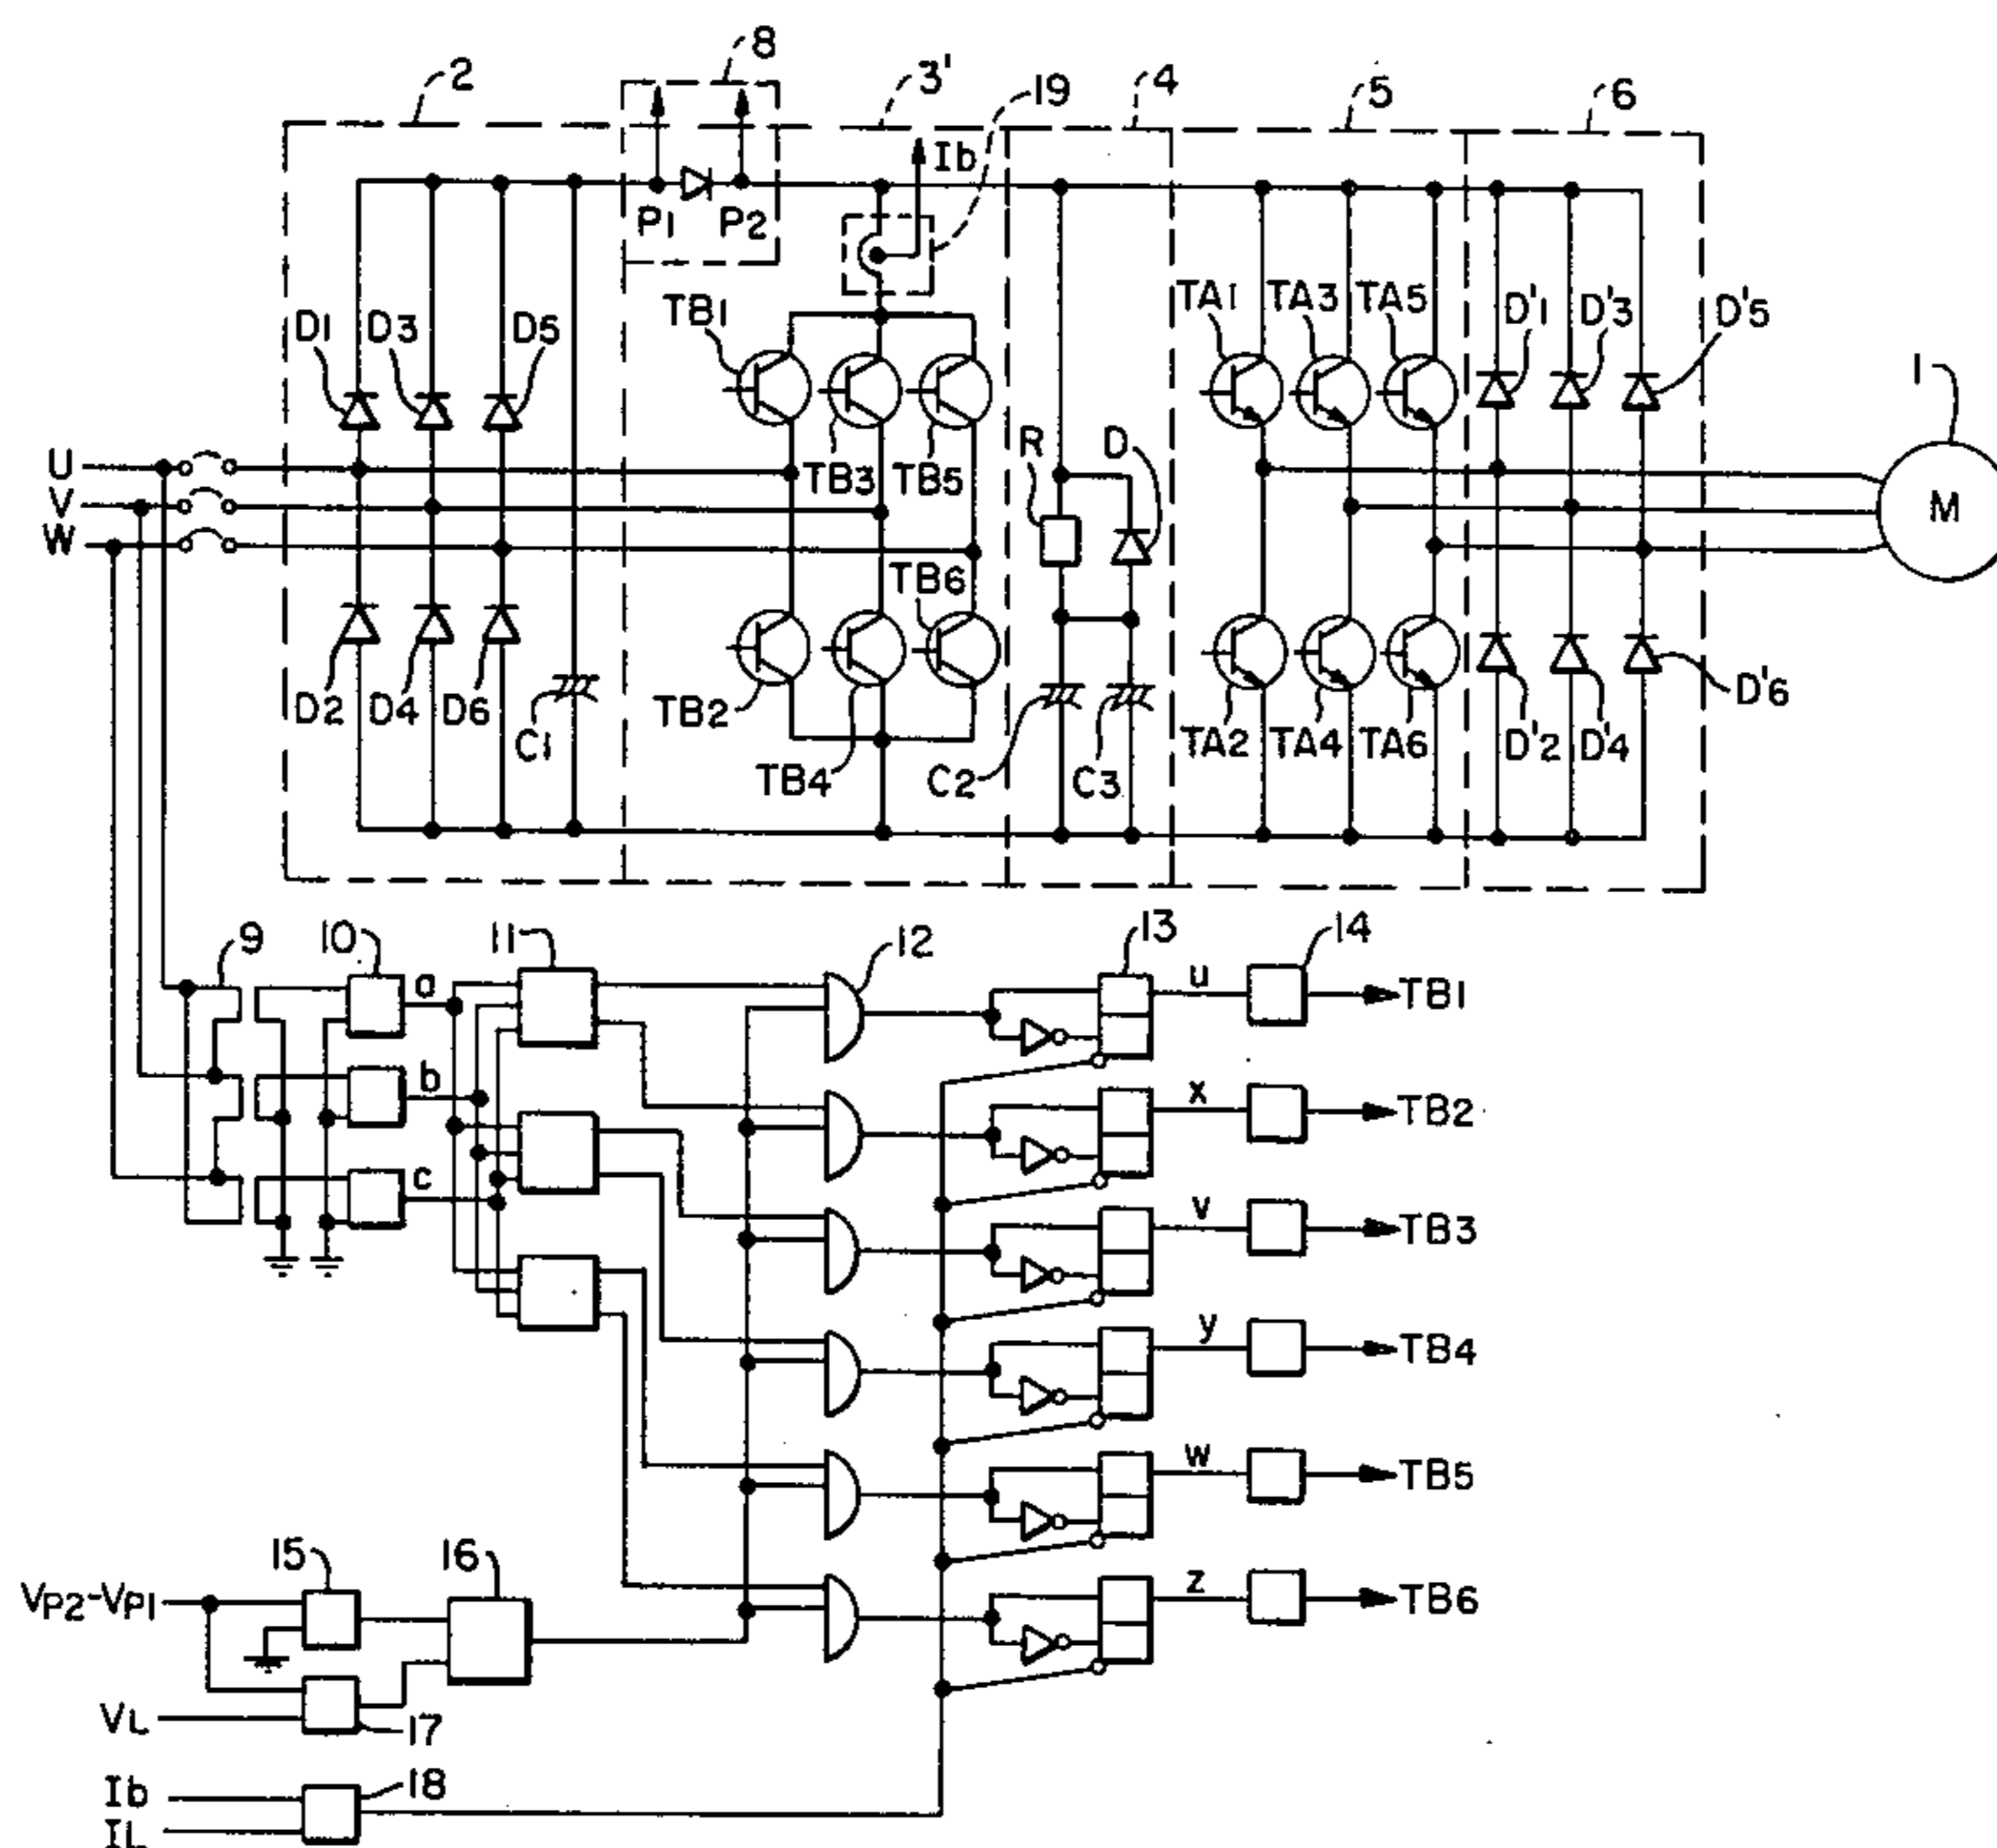 2 8 3' 19 4 5 6
Ib
P1 P2
D1 D3 D5 TB1 TA1 TA3 TA5 D'1 D'3 D'5
1
U
V
W
TB3 TB5 R D
M
TB6
D2 D4 D6 C1 TB2 TB4 C2 C3 TA2 TA4 TA6 D'2 D'4 D'6
9 10 11 12 13 14
a u TB1
b x TB2
c v TB3
y TB4
w TB5
15 16
VP2-VP1 z TB6
VL 17
Ib 18
IL